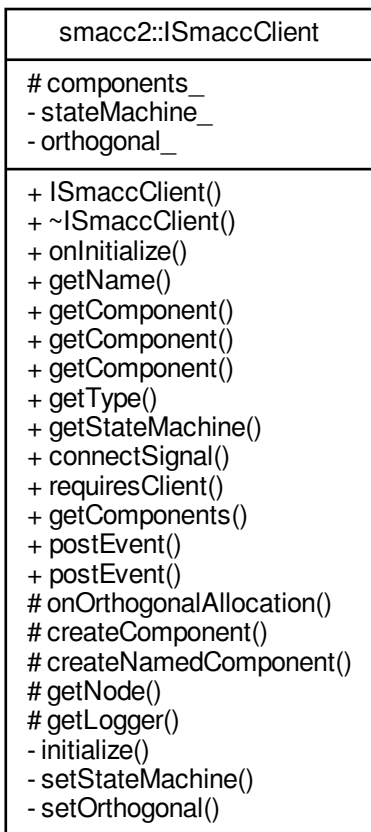 smacc2::ISmaccClient
# components_
- stateMachine_
- orthogonal_
+ ISmaccClient()
+ ~ISmaccClient()
+ onInitialize()
+ getName()
+ getComponent()
+ getComponent()
+ getComponent()
+ getType()
+ getStateMachine()
+ connectSignal()
+ requiresClient()
+ getComponents()
+ postEvent()
+ postEvent()
# onOrthogonalAllocation()
# createComponent()
# createNamedComponent()
# getNode()
# getLogger()
- initialize()
- setStateMachine()
- setOrthogonal()